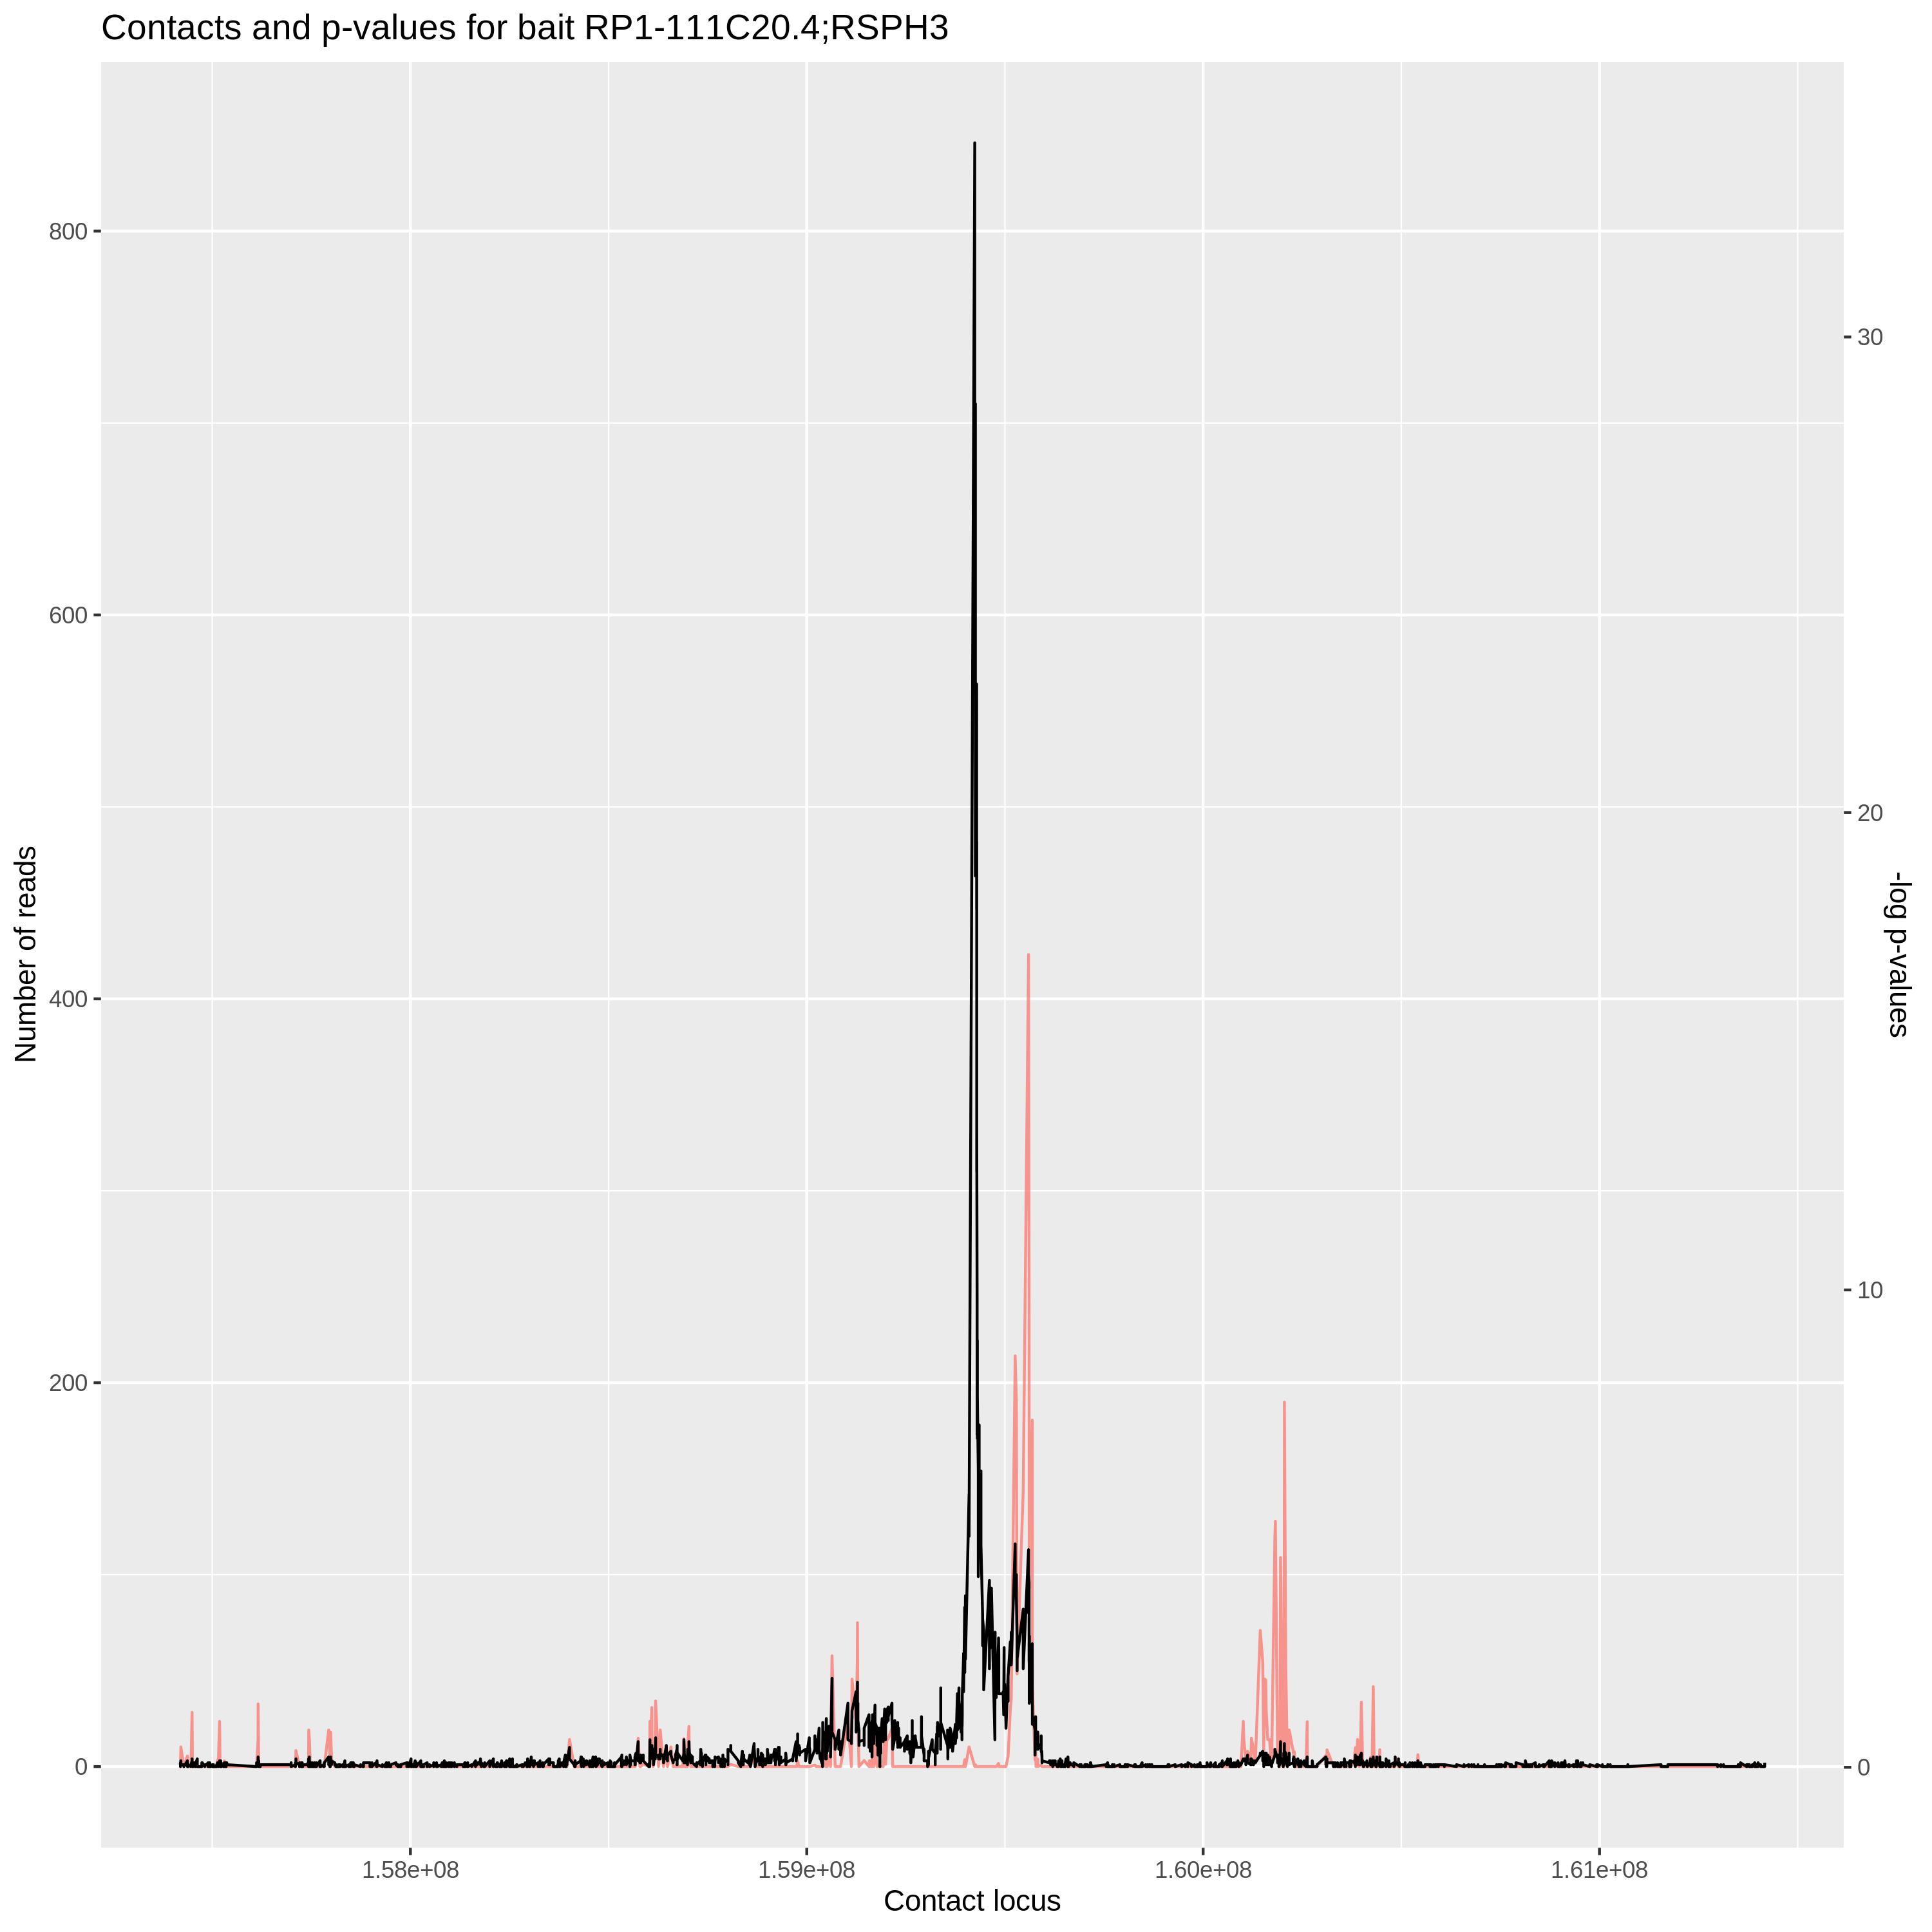 Contacts and p-values for bait RP1-111C20.4;RSPH3
800
600
400
200
0
Number of reads
30
20
10
0
-log p-values
1.58e+08
1.59e+08
1.60e+08
1.61e+08
Contact locus